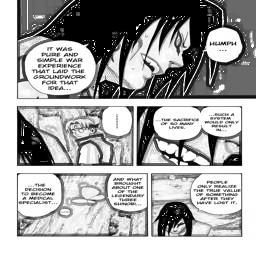 IT WAS
PURE AND
SIMPLE WAR
EXPERIENCE
THAT LAID THE
GROUNDWORK
FOR THAT
IDEA...
HUMPH
...
...THE SACRIFICE
OF SO MANY
LIVES.
...SUCH A
SYSTEM
WOULD ONLY
RESULT
IN...
...THE
DECISION
TO BECOME
A MEDICAL
SPECIALIST...
AND WHAT
BROUGHT
ABOUT ONE
OF THE
LEGENDARY
THREE
SHINOBI...
PEOPLE
ONLY REALIZE
THE TRUE VALUE
OF SOMETHING
AFTER THEY
HAVE LOST IT.